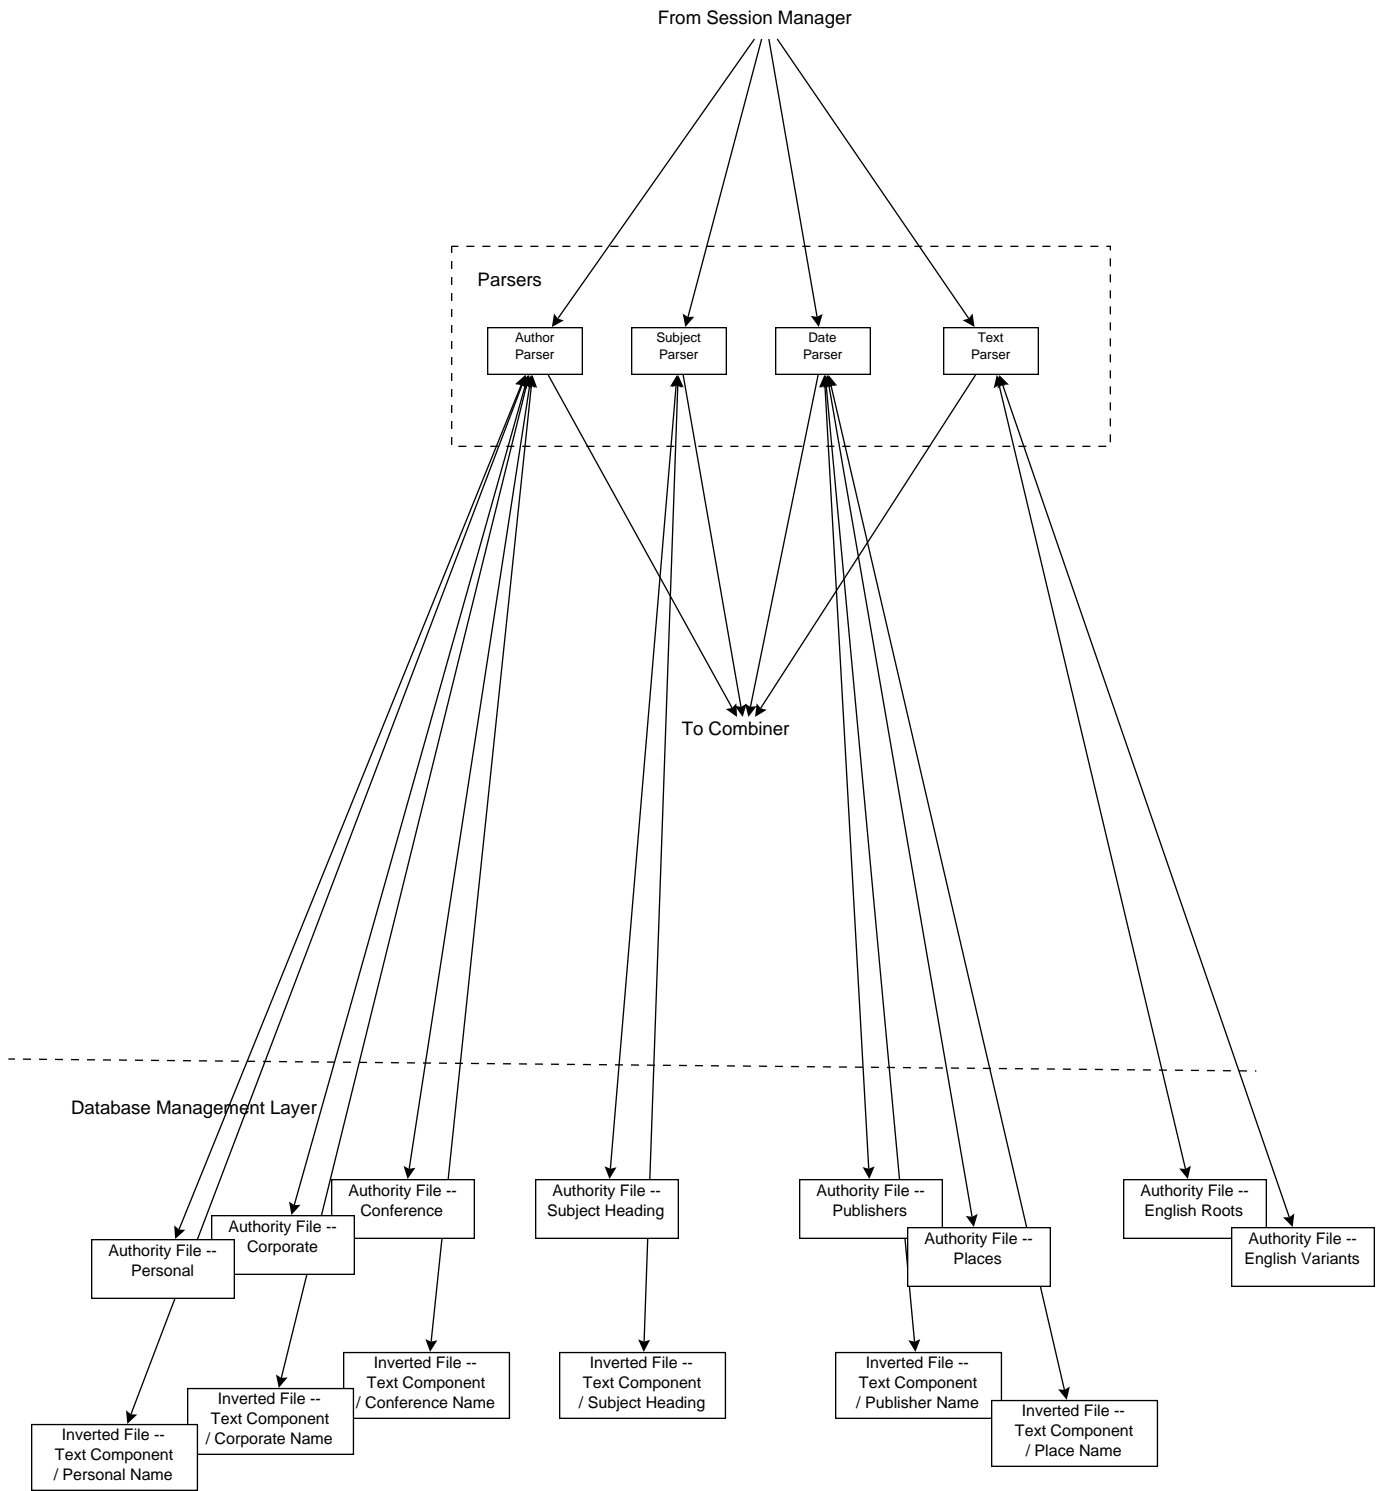 From Session Manager
Parsers
Author
Parser
Subject
Parser
Date
Parser
Text
Parser
To Combiner
Database Management Layer
Authority File --
Conference
Authority File --
Subject Heading
Authority File --
Publishers
Authority File --
English Roots
Authority File --
Corporate
Authority File --
Places
Authority File --
English Variants
Authority File --
Personal
Inverted File --
Text Component
/ Conference Name
Inverted File --
Text Component
/ Subject Heading
Inverted File --
Text Component
/ Publisher Name
Inverted File --
Text Component
/ Corporate Name
Inverted File --
Text Component
/ Place Name
Inverted File --
Text Component
/ Personal Name